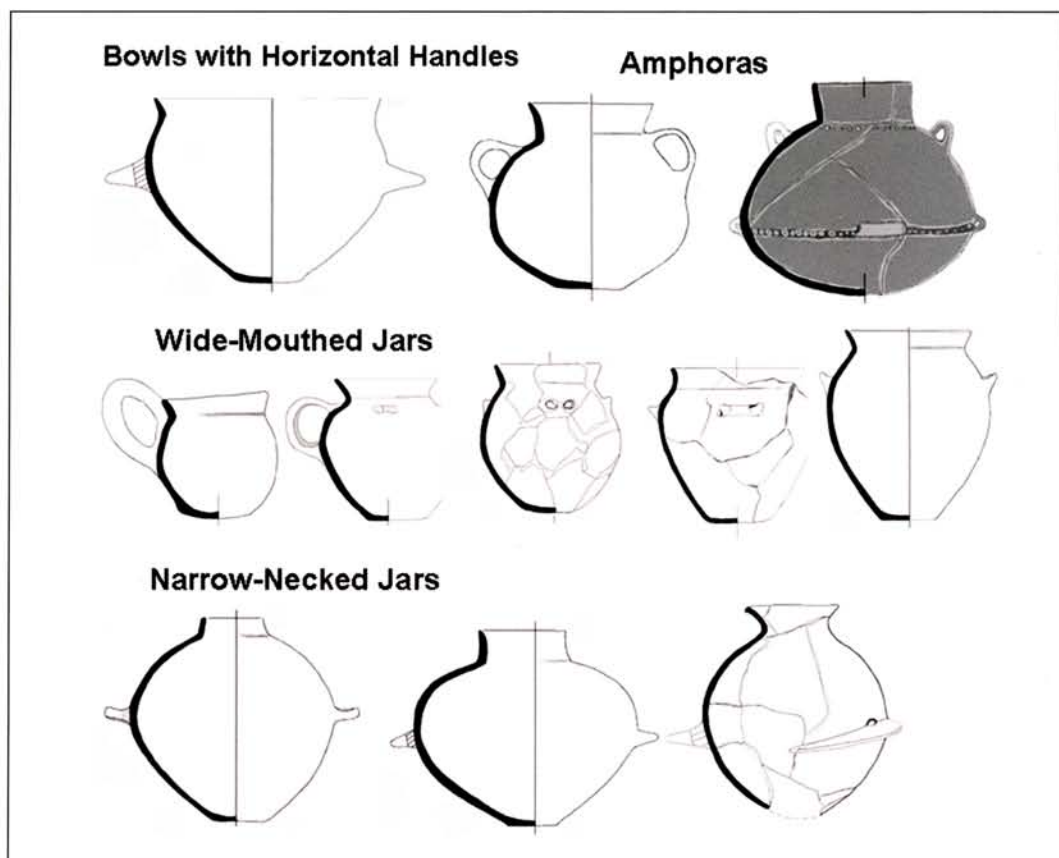 Bowls with Horizontal Handles
Amphoras
Wide-Mouthed Jars
Narrow-Necked Jars